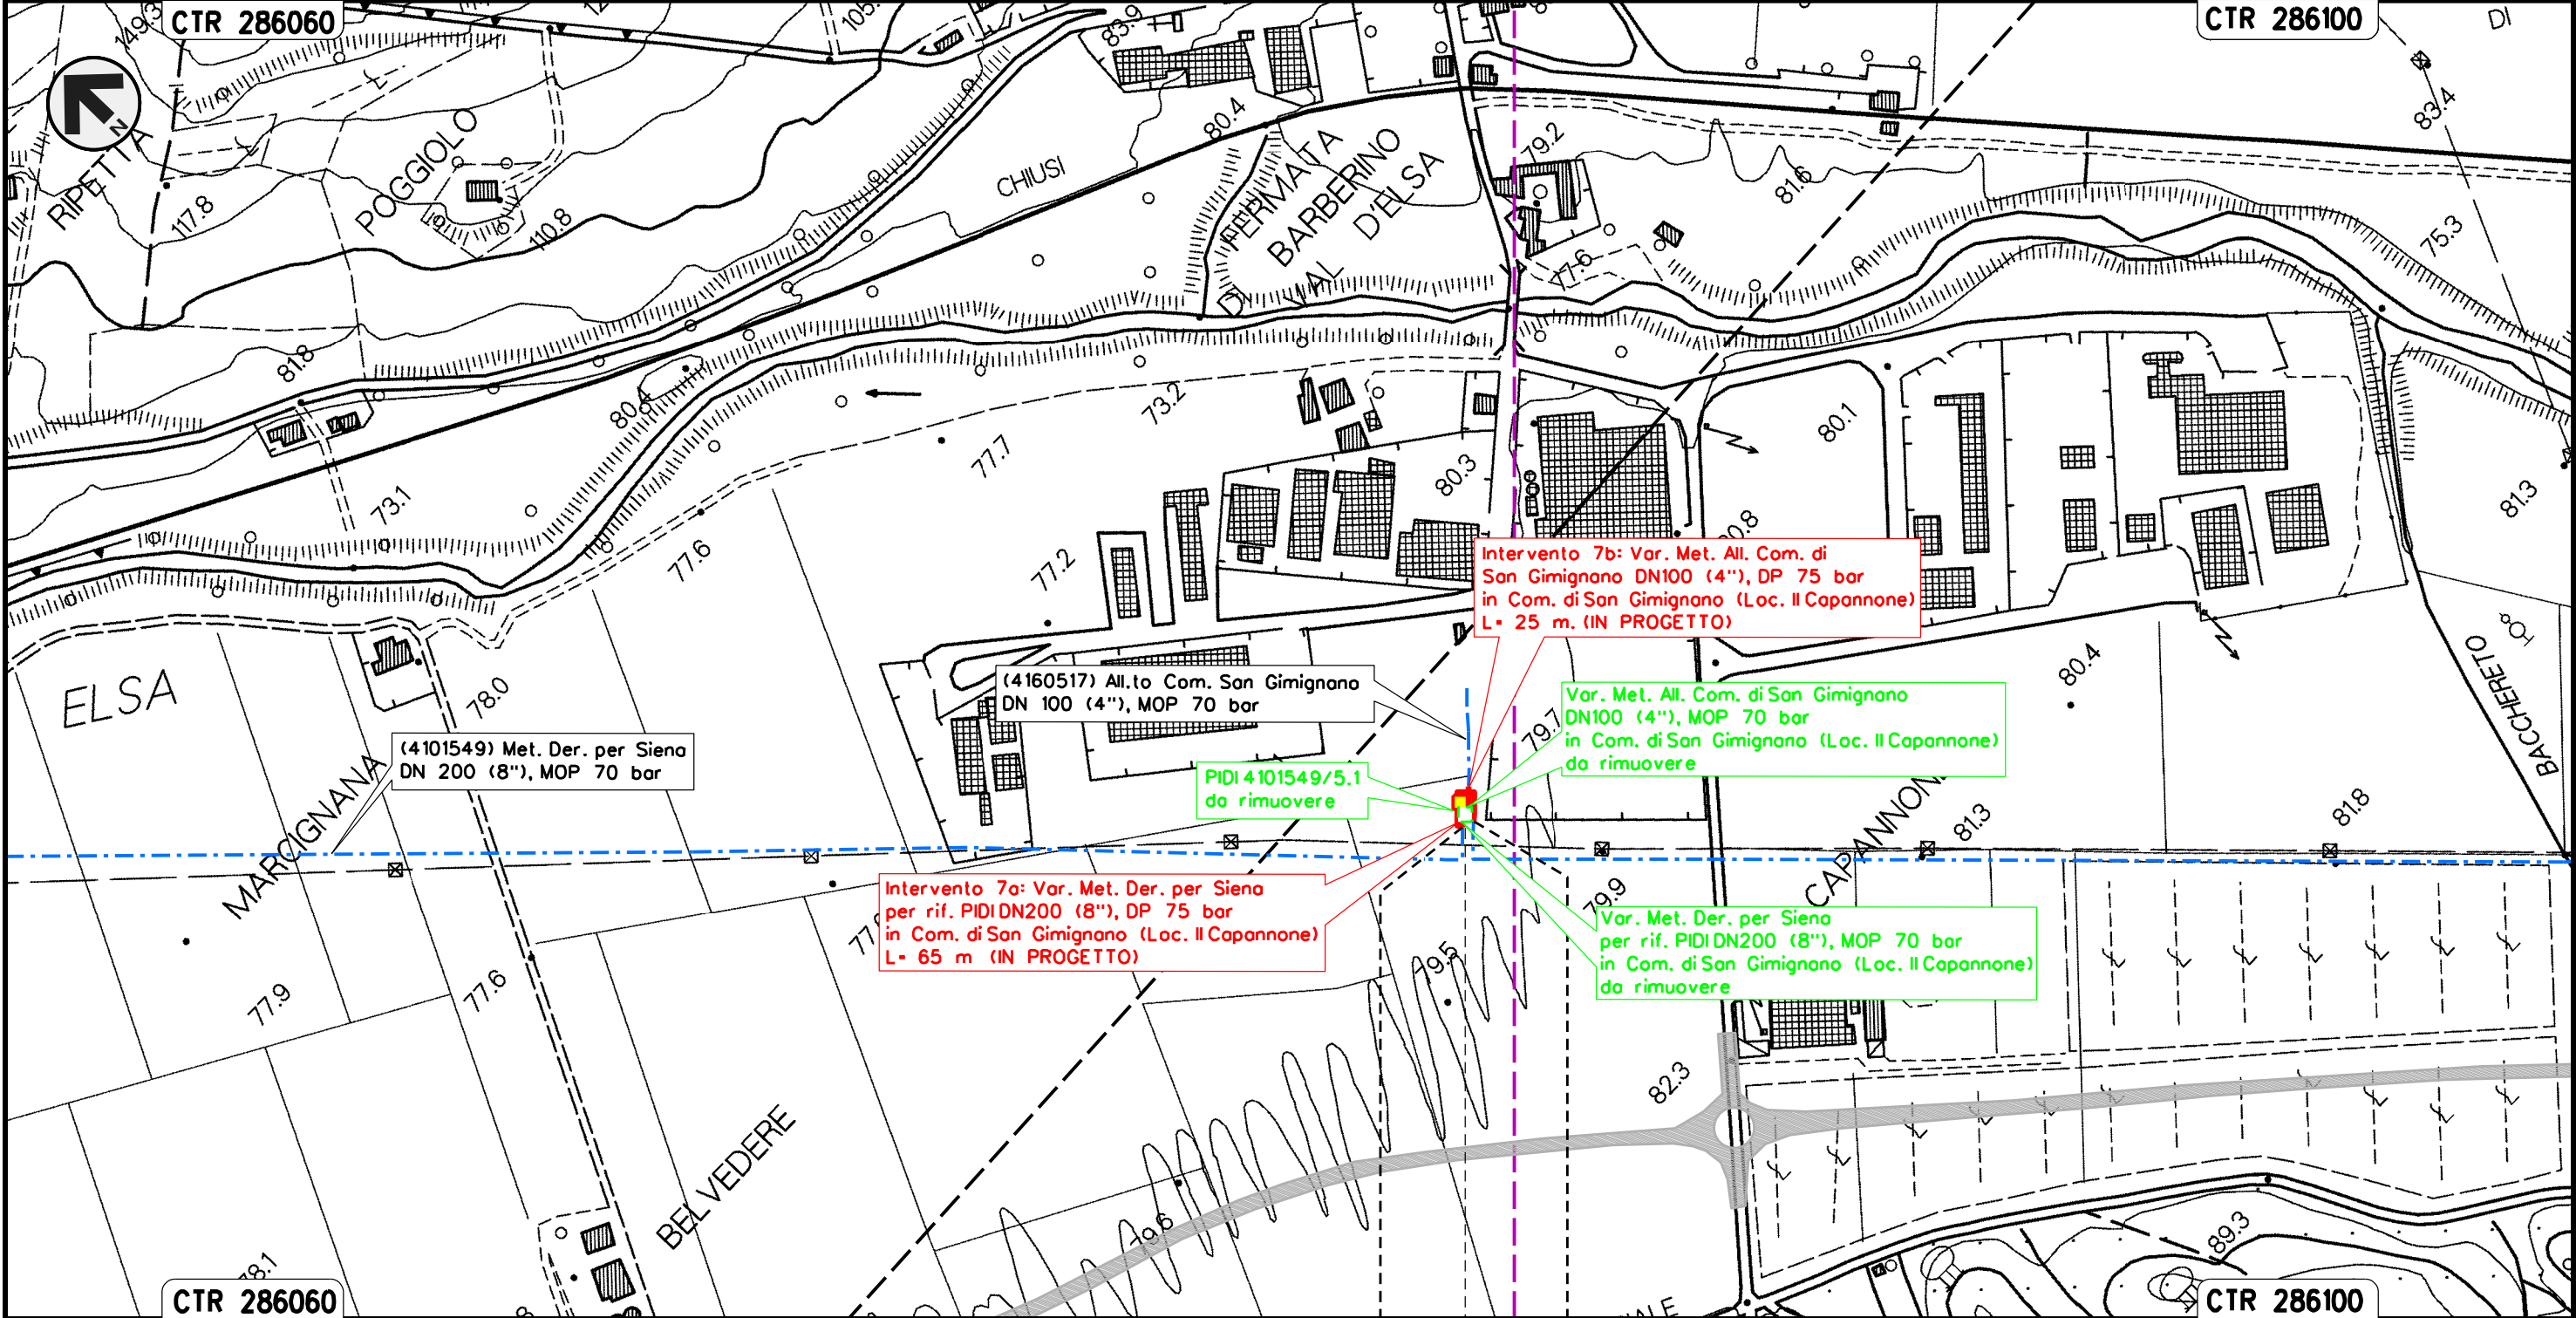 CTR 286060
CTR 286100
DI
149.3
105.
83.9
N
RIPETTA
117.8
POGGIOLO
110.8
CHIUSI
80.4
FERMATA
DI BARBERINO
VAL D'ELSA
79.2
77.6
81.6
83.4
75.3
81.8
80.4
73.1
77.6
77.7
73.2
77.2
80.3
80.1
80.8
81.3
Intervento 7b: Var. Met. All. Com. di
San Gimignano DN100 (4"), DP 75 bar
in Com. di San Gimignano (Loc. Il Capannone)
L= 25 m. (IN PROGETTO)
ELSA
78.0
(4160517) All.to Com. San Gimignano
DN 100 (4"), MOP 70 bar
79.7
Var. Met. All. Com. di San Gimignano
DN100 (4"), MOP 70 bar
in Com. di San Gimignano (Loc. Il Capannone)
da rimuovere
80.4
BACCHERETO
(4101549) Met. Der. per Siena
DN 200 (8"), MOP 70 bar
PIDI 4101549/5.1
da rimuovere
MARCIGNANA
CAPANNON
81.3
81.8
Intervento 7a: Var. Met. Der. per Siena
per rif. PIDI DN200 (8"), DP 75 bar
in Com. di San Gimignano (Loc. Il Capannone)
L= 65 m (IN PROGETTO)
79.9
Var. Met. Der. per Siena
per rif. PIDI DN200 (8"), MOP 70 bar
in Com. di San Gimignano (Loc. Il Capannone)
da rimuovere
77.9
77.6
79.5
82.3
BELVEDERE
79.6
78.1
89.3
CTR 286060
CTR 286100